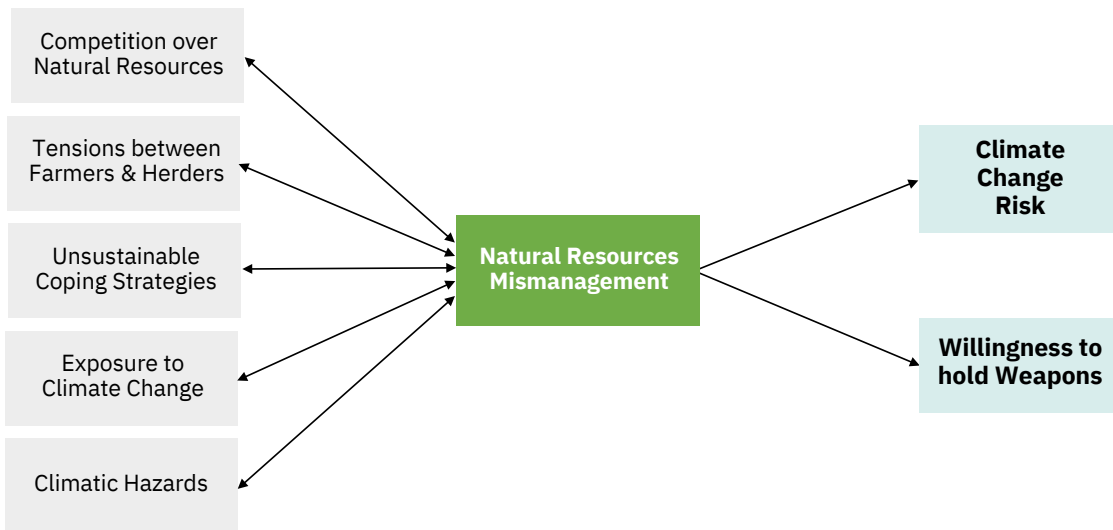 Competition over
Natural Resources
Tensions between
Farmers & Herders
Unsustainable
Coping Strategies
Exposure to
Climate Change
Climatic Hazards
Natural Resources
Mismanagement
Climate
Change
Risk
Willingness to
hold Weapons